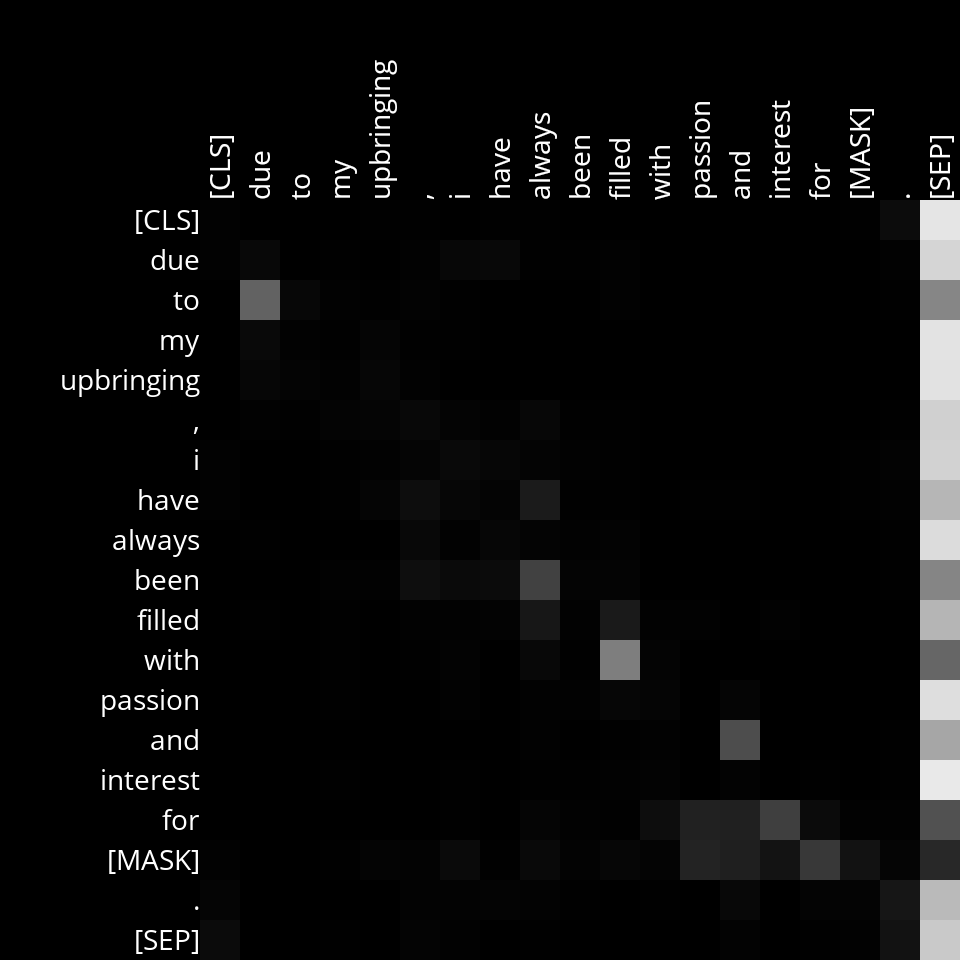 [CLS] due to my upbringing , i have always been filled with passion and interest for [MASK] . [SEP]
[CLS]
due
to
my
upbringing
,
i
have
always
been
filled
with
passion
and
interest
for
[MASK]
.
[SEP]